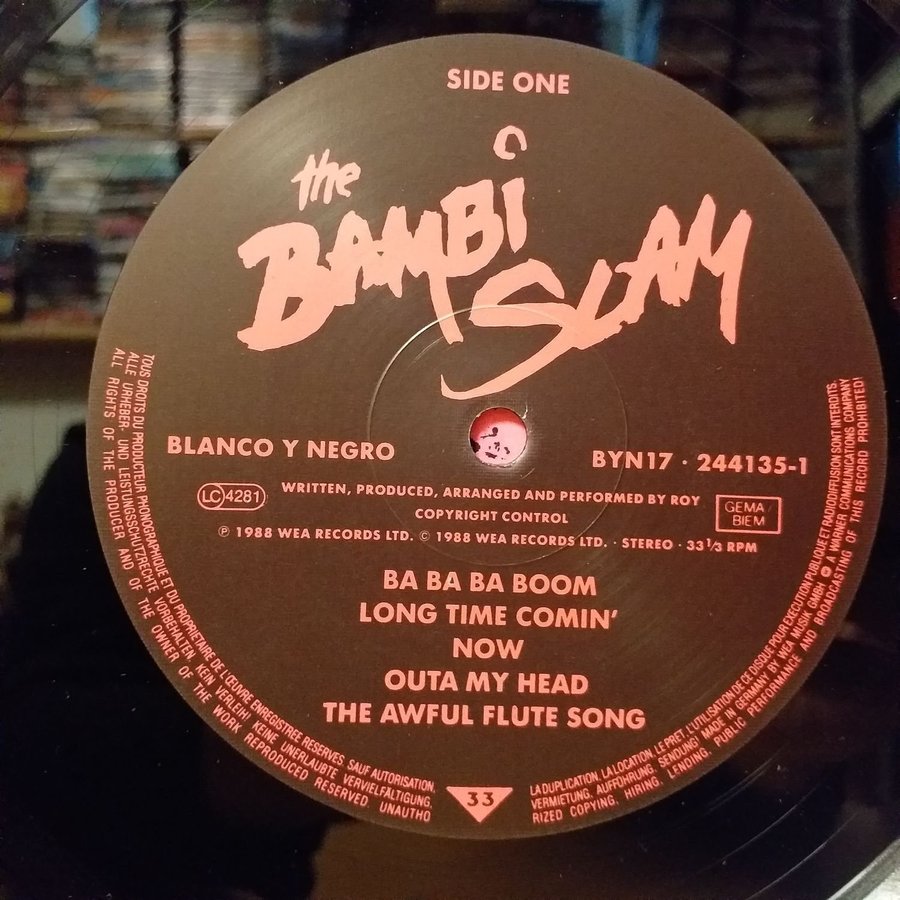 SIDE ONE
the
BAMBi
SLAM
BLANCO Y NEGRO
BYN17 · 244135-1
LC 4281
WRITTEN, PRODUCED, ARRANGED AND PERFORMED BY ROY
COPYRIGHT CONTROL
GEMA/
BIEM
℗ 1988 WEA RECORDS LTD. © 1988 WEA RECORDS LTD. · STEREO · 33⅓ RPM
BA BA BA BOOM
LONG TIME COMIN'
NOW
OUTA MY HEAD
THE AWFUL FLUTE SONG
33
TOUS DROITS DU PRODUCTEUR PHONOGRAPHIQUE ET DU PROPRIETAIRE DE L'ŒUVRE ENREGISTREE RESERVES SAUF AUTORISATION,
ALLE URHEBER- UND LEISTUNGSSCHUTZRECHTE VORBEHALTEN. KEIN VERLEIH! KEINE UNERLAUBTE VERVIELFÄLTIGUNG,
ALL RIGHTS OF THE PRODUCER AND OF THE OWNER OF THE WORK REPRODUCED RESERVED. UNAUTHO
LA DUPLICATION, LA LOCATION, LE PRET, L'UTILISATION DE CE DISQUE POUR EXECUTION PUBLIQUE ET RADIODIFFUSION SONT INTERDITS.
VERMIETUNG, AUFFÜHRUNG, SENDUNG! MADE IN GERMANY BY WEA MUSIK GMBH A WARNER COMMUNICATIONS COMPANY
RIZED COPYING, HIRING, LENDING, PUBLIC PERFORMANCE AND BROADCASTING OF THIS RECORD PROHIBITED!